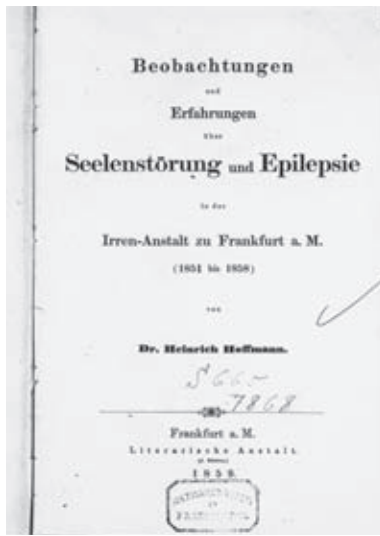 Beobachtungen
und
Erfahrungen
über
Seelenstörung und Epilepsie
in der
Irren-Anstalt zu Frankfurt a. M.
(1851 bis 1858)
von
Dr. Heinrich Hoffmann.
7868
Frankfurt a. M.
Literarische Anstalt.
1859.